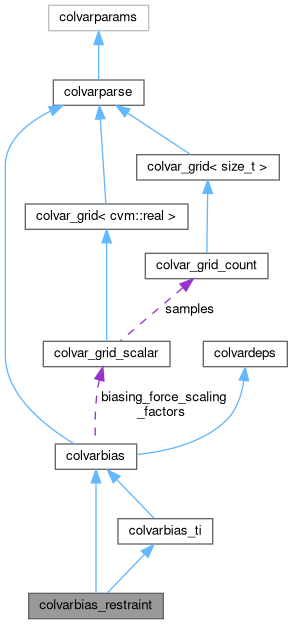 colvarparams
colvarparse
colvar_grid< size_t >
colvar_grid< cvm::real >
colvar_grid_count
samples
colvar_grid_scalar
colvardeps
biasing_force_scaling
_factors
colvarbias
colvarbias_ti
colvarbias_restraint